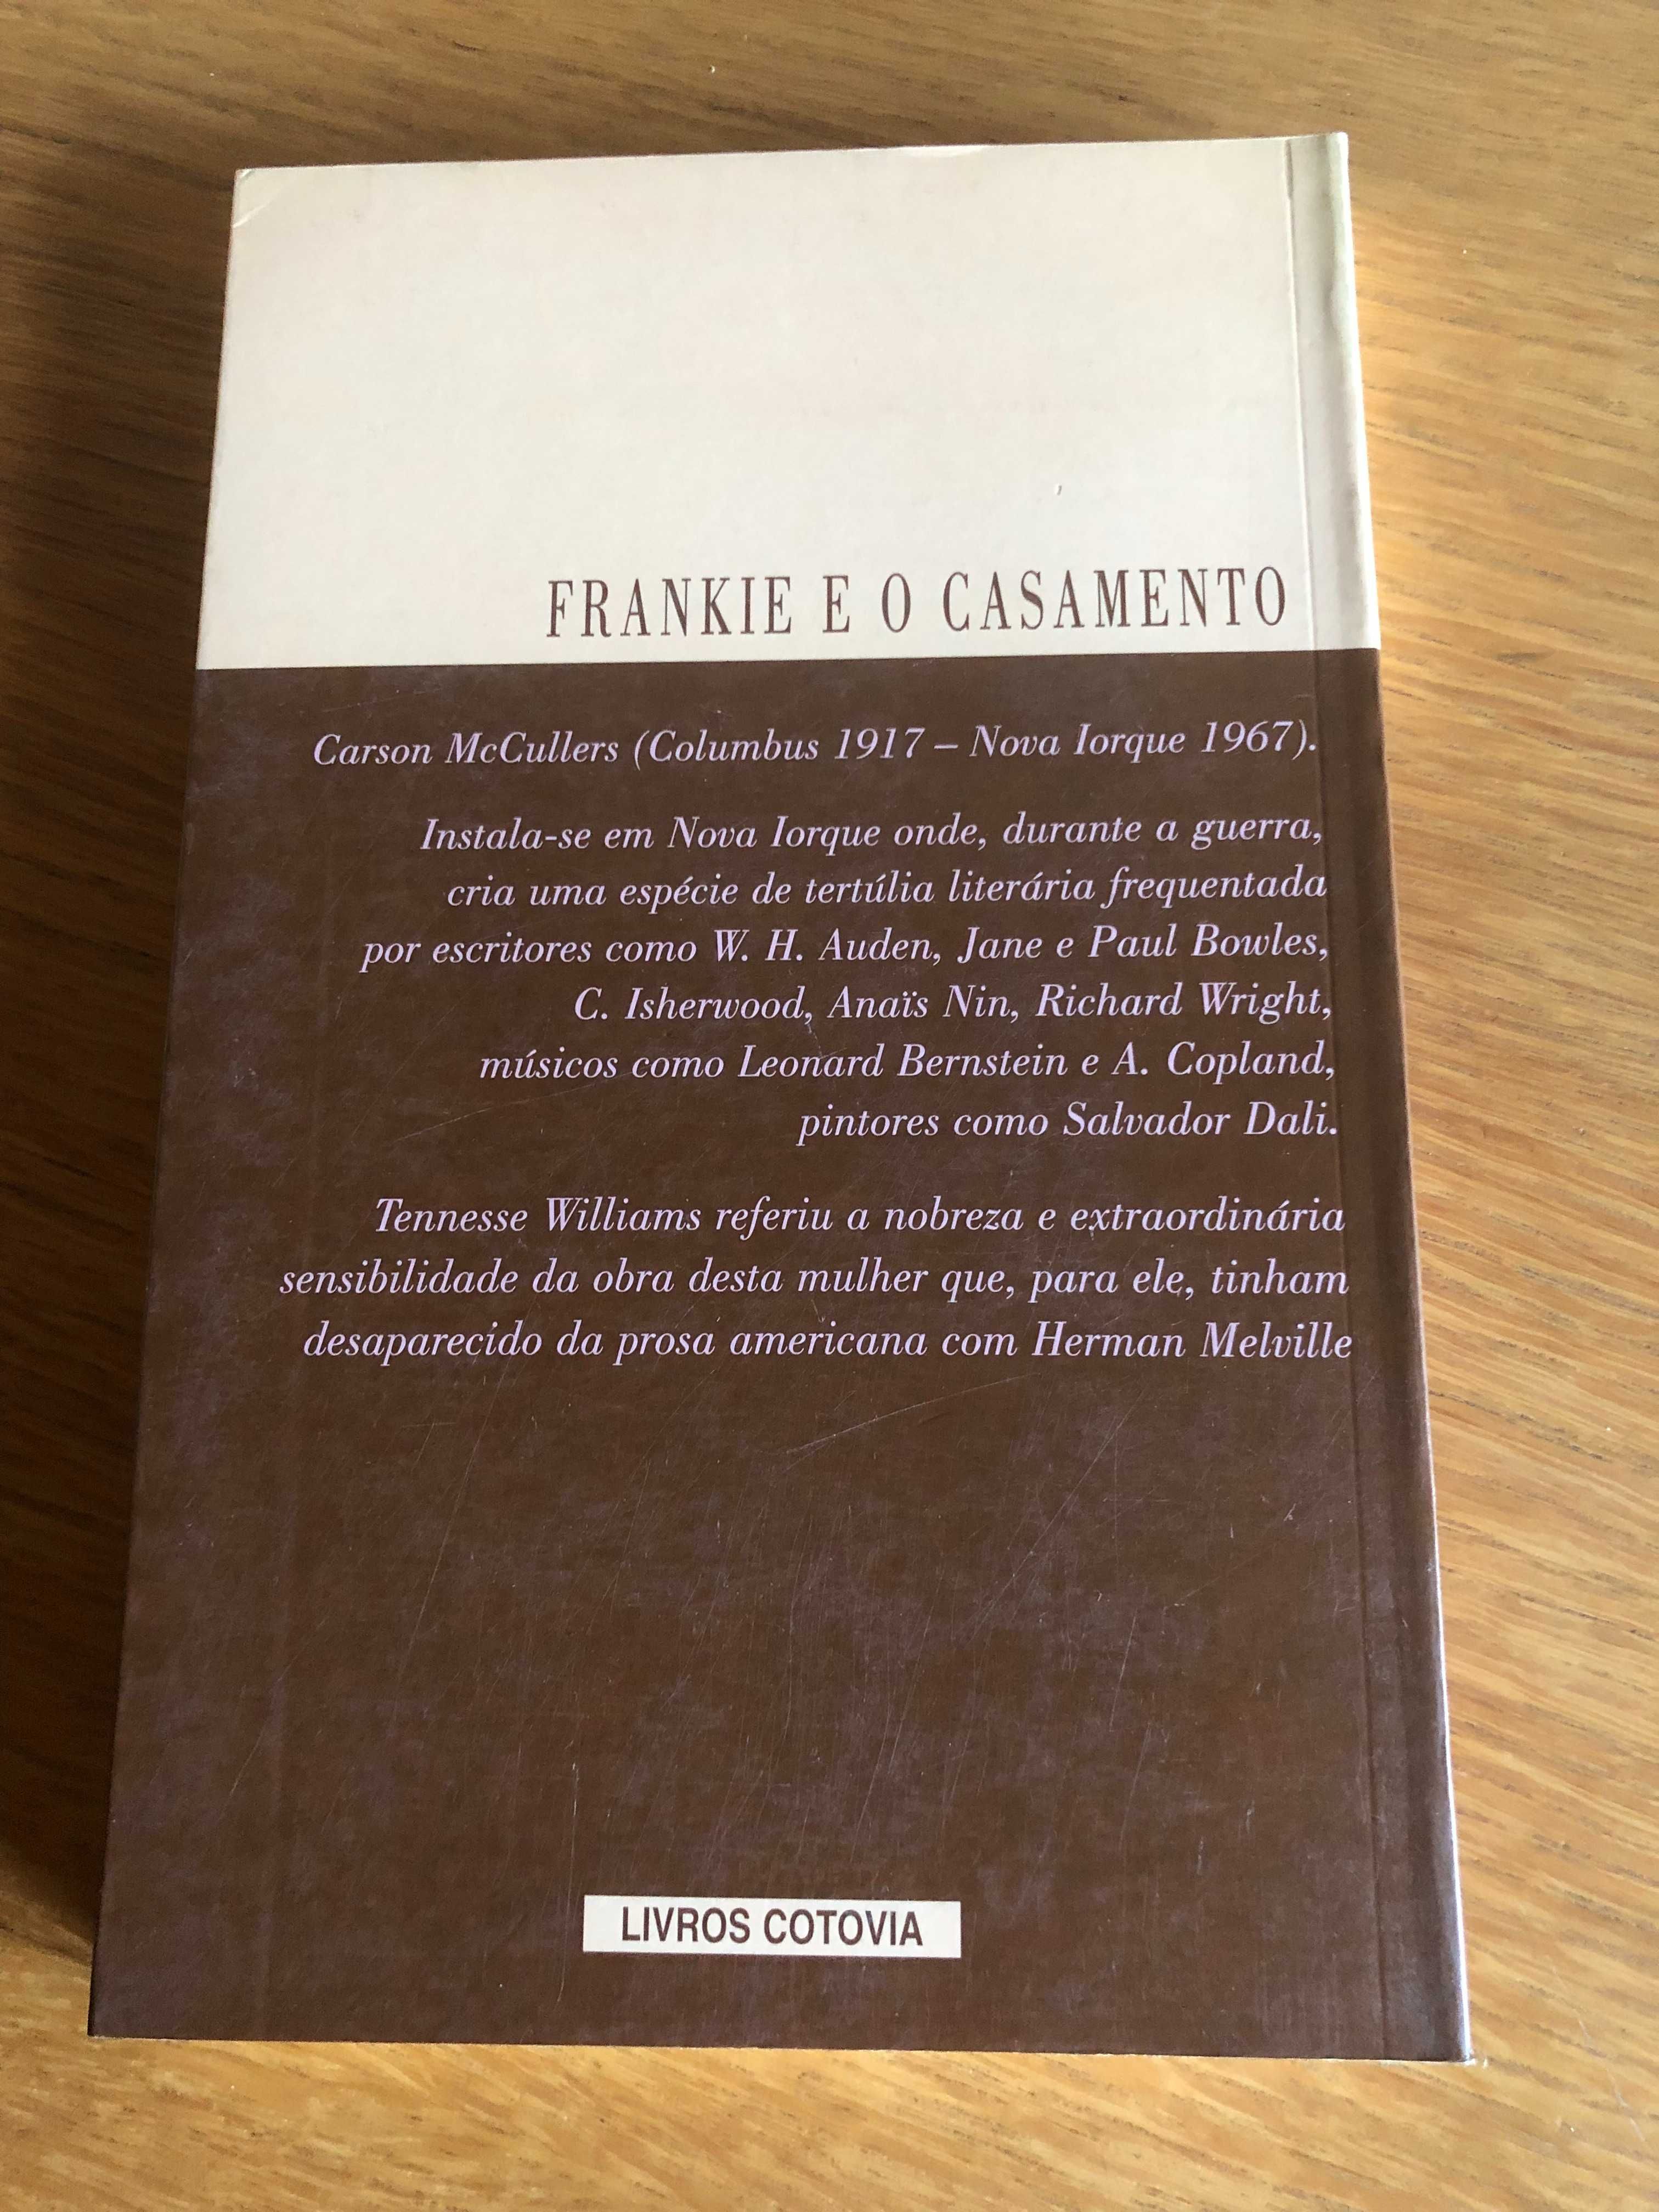 FRANKIE E O CASAMENTO
Carson McCullers (Columbus 1917 – Nova Iorque 1967).
Instala-se em Nova Iorque onde, durante a guerra,
cria uma espécie de tertúlia literária frequentada
por escritores como W. H. Auden, Jane e Paul Bowles,
C. Isherwood, Anaïs Nin, Richard Wright,
músicos como Leonard Bernstein e A. Copland,
pintores como Salvador Dali.
Tennesse Williams referiu a nobreza e extraordinária
sensibilidade da obra desta mulher que, para ele, tinham
desaparecido da prosa americana com Herman Melville
LIVROS COTOVIA